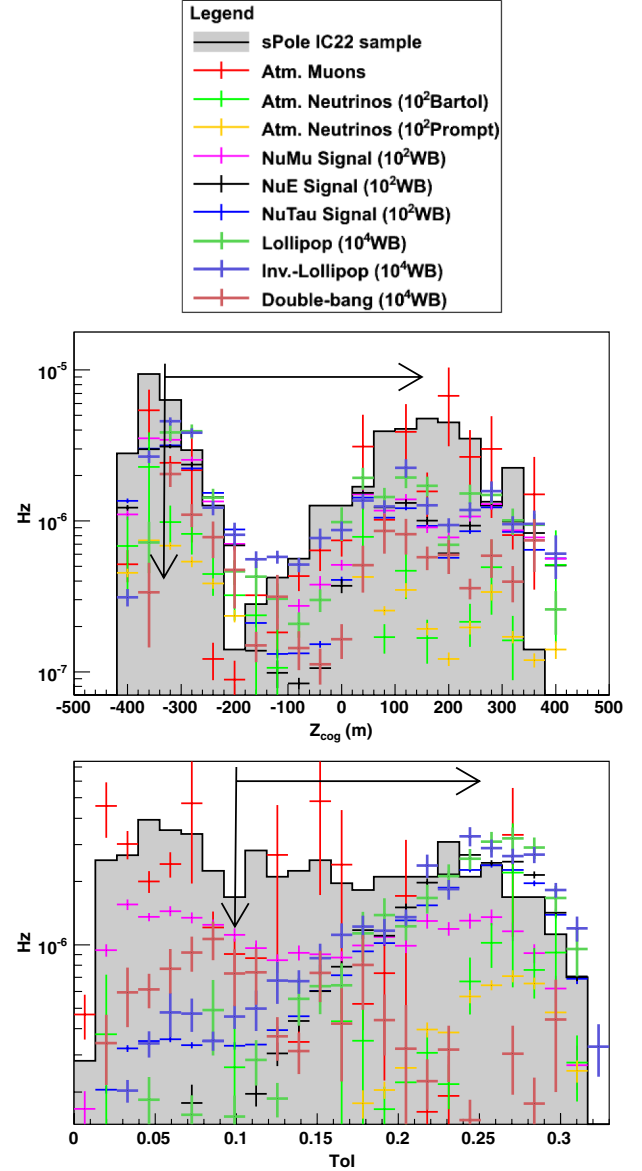 Legend
sPole IC22 sample
Atm. Muons
Atm. Neutrinos (10²Bartol)
Atm. Neutrinos (10²Prompt)
NuMu Signal (10²WB)
NuE Signal (10²WB)
NuTau Signal (10²WB)
Lollipop (10⁴WB)
Inv.-Lollipop (10⁴WB)
Double-bang (10⁴WB)
10⁻⁵
Hz
10⁻⁶
10⁻⁷
-500 -400 -300 -200 -100 0 100 200 300 400 500
Z_cog (m)
Hz
10⁻⁶
0 0.05 0.1 0.15 0.2 0.25 0.3
ToI